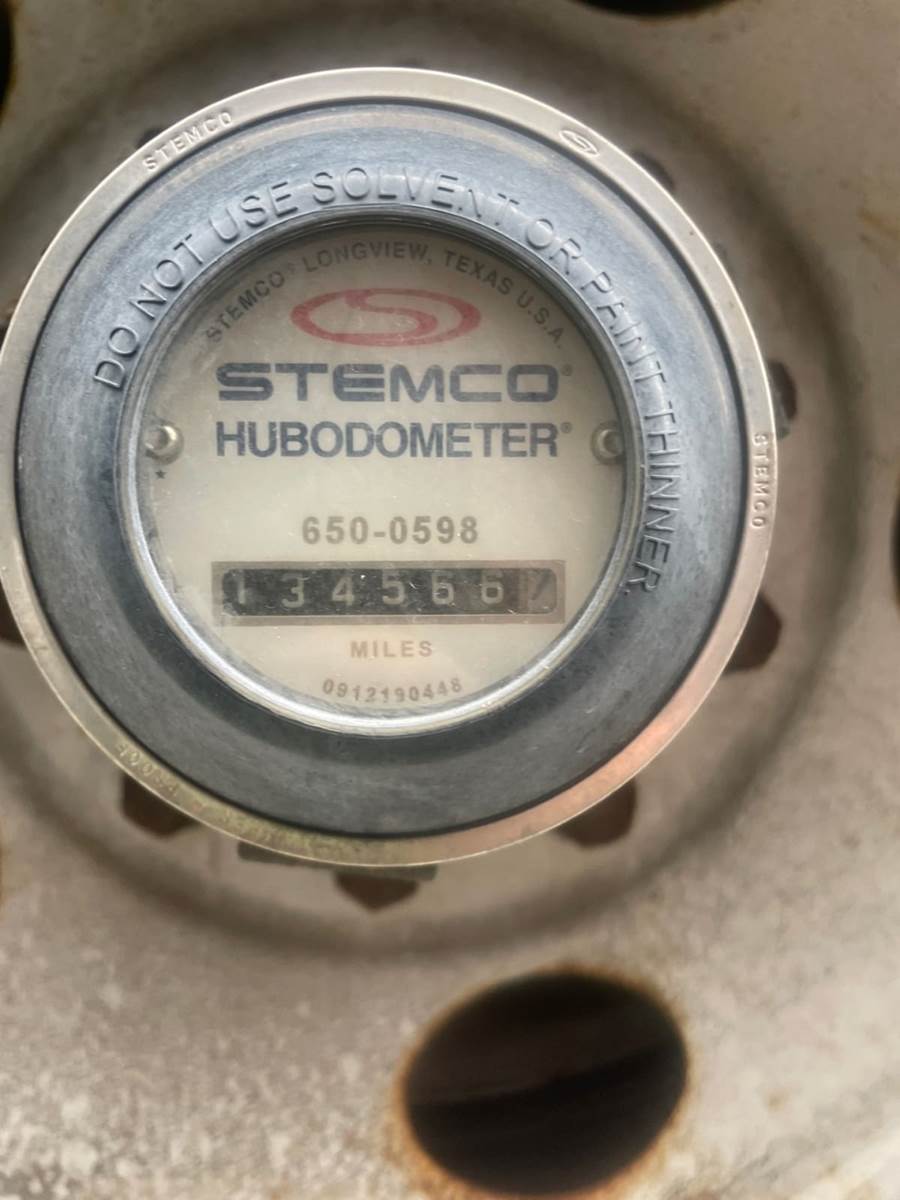 STEMCO
DO NOT USE SOLVENT OR PAINT THINNER
STEMCO® LONGVIEW, TEXAS U.S.A.
STEMCO®
HUBODOMETER®
STEMCO
650-0598
134566
MILES
0912190448